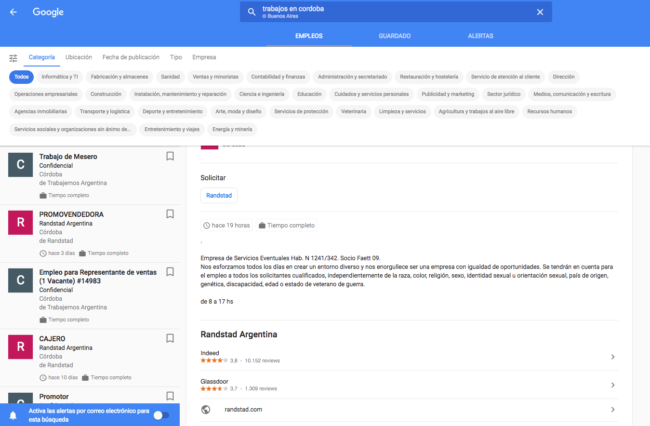 Google
trabajos en cordoba
Buenos Aires
EMPLEOS
GUARDADO
ALERTAS
Categoría
Ubicación
Fecha de publicación
Tipo
Empresa
Todos
Informática y TI
Fabricación y almacenes
Sanidad
Ventas y minoristas
Contabilidad y finanzas
Administración y secretariado
Restauración y hostelería
Servicio de atención al cliente
Dirección
Operaciones empresariales
Construcción
Instalación, mantenimiento y reparación
Ciencia e ingeniería
Educación
Cuidados y servicios personales
Publicidad y marketing
Sector jurídico
Medios, comunicación y escritura
Agencias inmobiliarias
Transporte y logística
Deporte y entretenimiento
Arte, moda y diseño
Servicios de protección
Veterinaria
Limpieza y servicios
Agricultura y trabajos al aire libre
Recursos humanos
Servicios sociales y organizaciones sin ánimo de...
Entretenimiento y viajes
Energía y minería
C
Trabajo de Mesero
Confidencial
Córdoba
de Trabajemos Argentina
Tiempo completo
R
PROMOVENDEDORA
Randstad Argentina
Córdoba
de Randstad
hace 3 días
Tiempo completo
C
Empleo para Representante de ventas
(1 Vacante) #14983
Confidencial
Córdoba
de Trabajemos Argentina
Tiempo completo
R
CAJERO
Randstad Argentina
Córdoba
de Randstad
hace 10 días
Tiempo completo
C
Promotor
Activa las alertas por correo electrónico para
esta búsqueda
Solicitar
Randstad
hace 19 horas
Tiempo completo
.
Empresa de Servicios Eventuales Hab. N 1241/342. Socio Faett 09.
Nos esforzamos todos los días en crear un entorno diverso y nos enorgullece ser una empresa con igualdad de oportunidades. Se tendrán en cuenta para
el empleo a todos los solicitantes cualificados, independientemente de la raza, color, religión, sexo, identidad sexual u orientación sexual, país de origen,
genética, discapacidad, edad o estado de veterano de guerra.
de 8 a 17 hs
Randstad Argentina
Indeed
3,8 - 10.152 reviews
Glassdoor
3.7 - 1.309 reviews
randstad.com